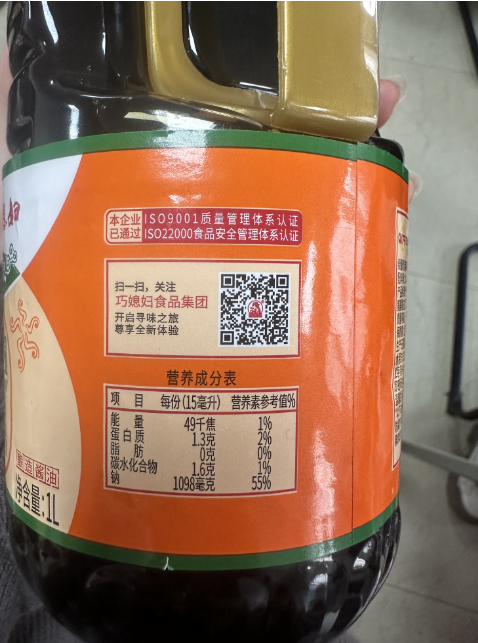 妇
本企业 已通过
ISO9001质量管理体系认证
ISO22000食品安全管理体系认证
扫一扫，关注
巧媳妇食品集团
开启寻味之旅
尊享全新体验
营养成分表
项 目 每份(15毫升) 营养素参考值%
能 量 49千焦 1%
蛋白质 1.3克 2%
脂 肪 0克 0%
碳水化合物 1.6克 1%
钠 1098毫克 55%
酿造酱油
净含量:1L